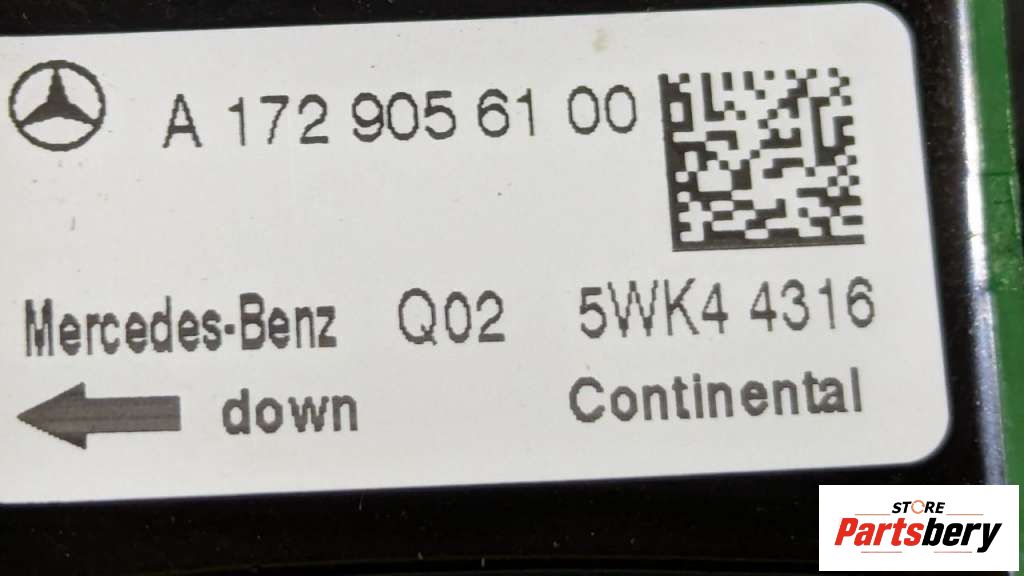 A 172 905 61 00
Mercedes-Benz Q02 5WK4 4316
down Continental
STORE
Partsbery